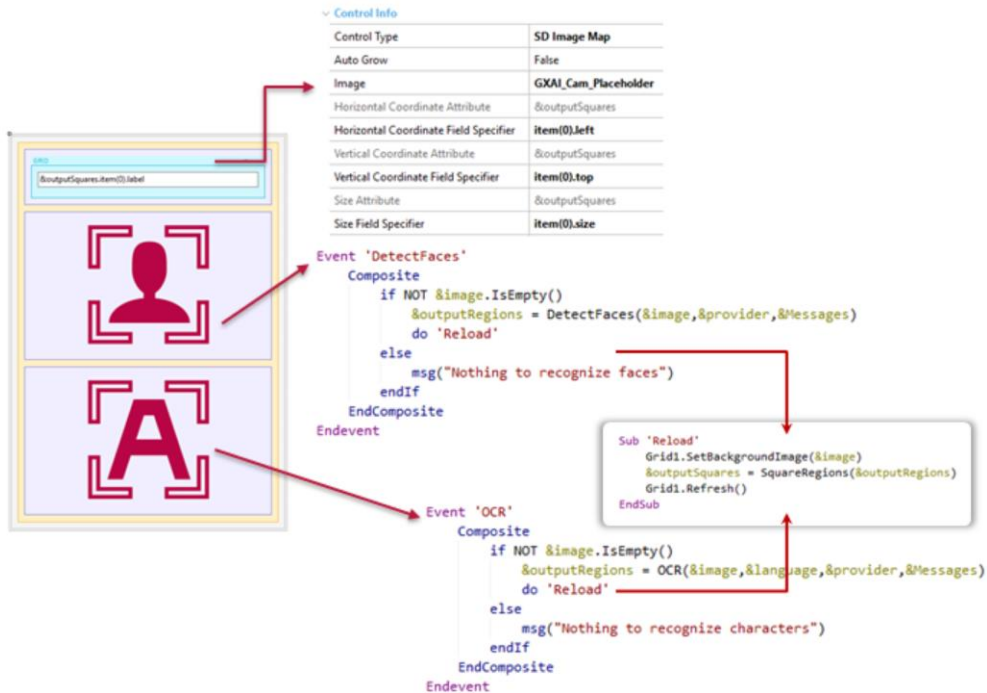 Control Info
Control Type SD Image Map
Auto Grow False
Image GXAI_Cam_Placeholder
Horizontal Coordinate Attribute &outputSquares
Horizontal Coordinate Field Specifier item(0).left
Vertical Coordinate Attribute &outputSquares
Vertical Coordinate Field Specifier item(0).top
Size Attribute &outputSquares
Size Field Specifier item(0).size
&outputSquares.item(0).label
Event 'DetectFaces'
Composite
if NOT &image.IsEmpty()
&outputRegions = DetectFaces(&image,&provider,&Messages)
do 'Reload'
else
msg("Nothing to recognize faces")
endIf
EndComposite
Endevent
A
Sub 'Reload'
Grid1.SetBackgroundImage(&image)
&outputSquares = SquareRegions(&outputRegions)
Grid1.Refresh()
EndSub
Event 'OCR'
Composite
if NOT &image.IsEmpty()
&outputRegions = OCR(&image,&language,&provider,&Messages)
do 'Reload'
else
msg("Nothing to recognize characters")
endIf
EndComposite
Endevent